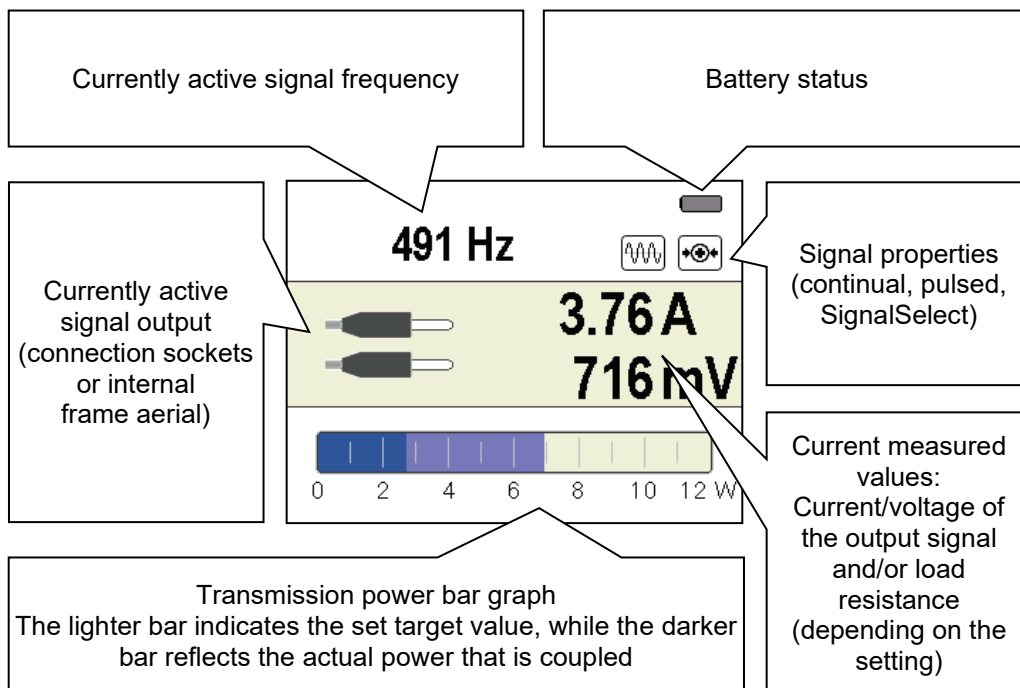 Currently active signal frequency
Battery status
491 Hz
Currently active
signal output
(connection sockets
or internal
frame aerial)
3.76 A
716 mV
Signal properties
(continual, pulsed,
SignalSelect)
0 2 4 6 8 10 12 W
Current measured
values:
Current/voltage of
the output signal
and/or load
resistance
(depending on the
setting)
Transmission power bar graph
The lighter bar indicates the set target value, while the darker
bar reflects the actual power that is coupled